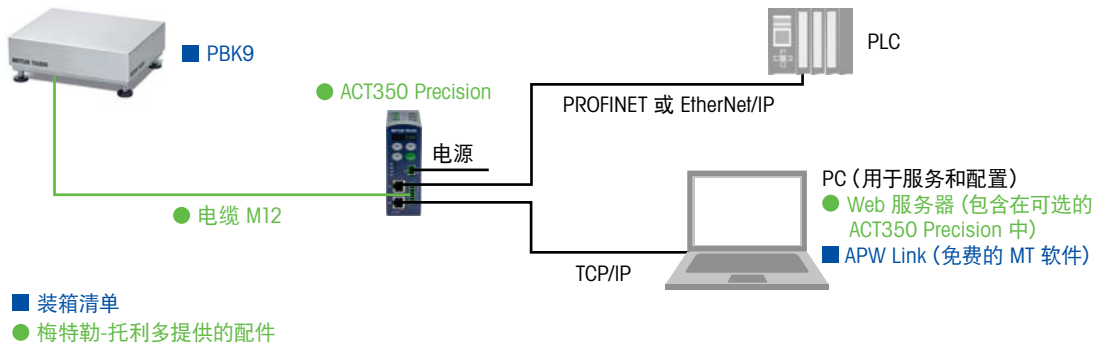 PBK9
PLC
ACT350 Precision
PROFINET 或 EtherNet/IP
电源
PC（用于服务和配置）
Web 服务器（包含在可选的
ACT350 Precision 中）
APW Link（免费的 MT 软件）
电缆 M12
TCP/IP
装箱清单
梅特勒-托利多提供的配件
METTLER TOLEDO